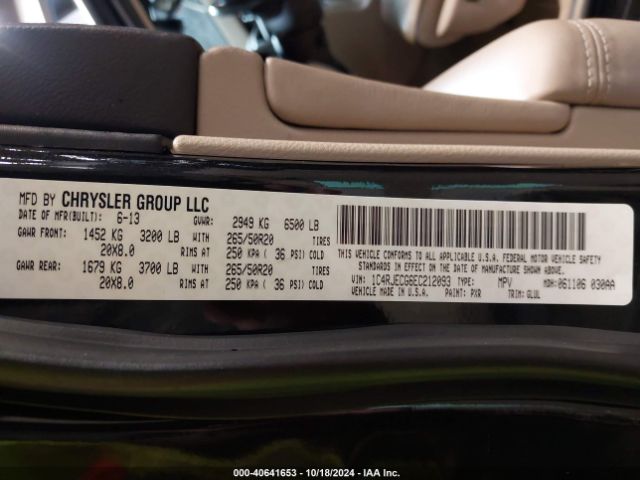 MFD BY CHRYSLER GROUP LLC
DATE OF MFR(BUILT): 6-13 GVWR: 2949 KG 6500 LB
GAWR FRONT: 1452 KG 3200 LB WITH 265/50R20 TIRES
20X8.0 RIMS AT 250 KPA ( 36 PSI) COLD
GAWR REAR: 1679 KG 3700 LB WITH 265/50R20 TIRES
20X8.0 RIMS AT 250 KPA ( 36 PSI) COLD
THIS VEHICLE CONFORMS TO ALL APPLICABLE U.S.A. FEDERAL MOTOR VEHICLE SAFETY
STANDARDS IN EFFECT ON THE DATE OF MANUFACTURE SHOWN ABOVE.
VIN: 1C4RJECG6EC212093 TYPE: MPV MDH: 061106 030AA
VEHICLE MADE IN U.S.A. PAINT: PXR TRIM: GLUL
000-40641653 - 10/18/2024 - IAA Inc.